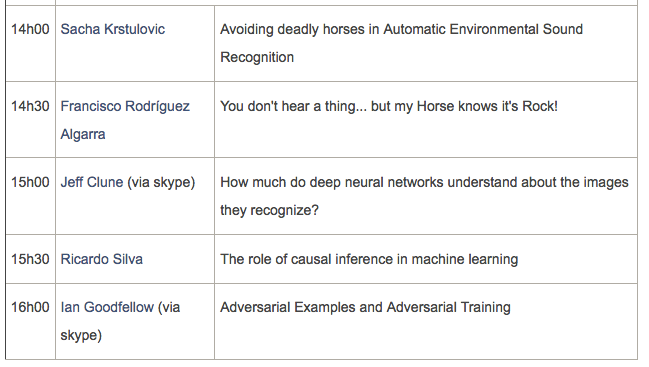 14h00 Sacha Krstulovic Avoiding deadly horses in Automatic Environmental Sound
Recognition
14h30 Francisco Rodríguez You don't hear a thing... but my Horse knows it's Rock!
Algarra
15h00 Jeff Clune (via skype) How much do deep neural networks understand about the images
they recognize?
15h30 Ricardo Silva The role of causal inference in machine learning
16h00 Ian Goodfellow (via Adversarial Examples and Adversarial Training
skype)